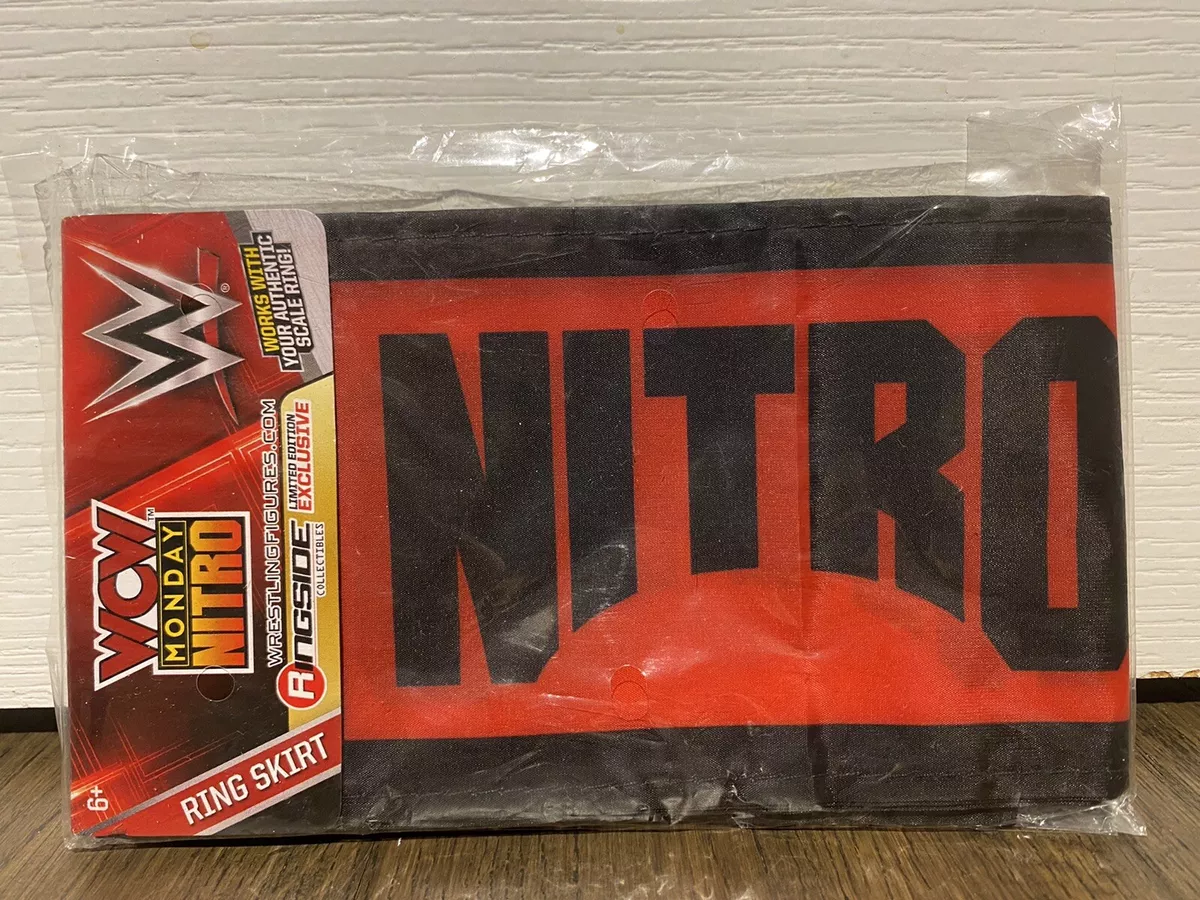 W
®
WORKS WITH
YOUR AUTHENTIC
SCALE RING!
WCW
TM
MONDAY
NITRO
WRESTLINGFIGURES.COM
RINGSIDE
COLLECTIBLES
LIMITED EDITION
EXCLUSIVE
RING SKIRT
6+
NITRO